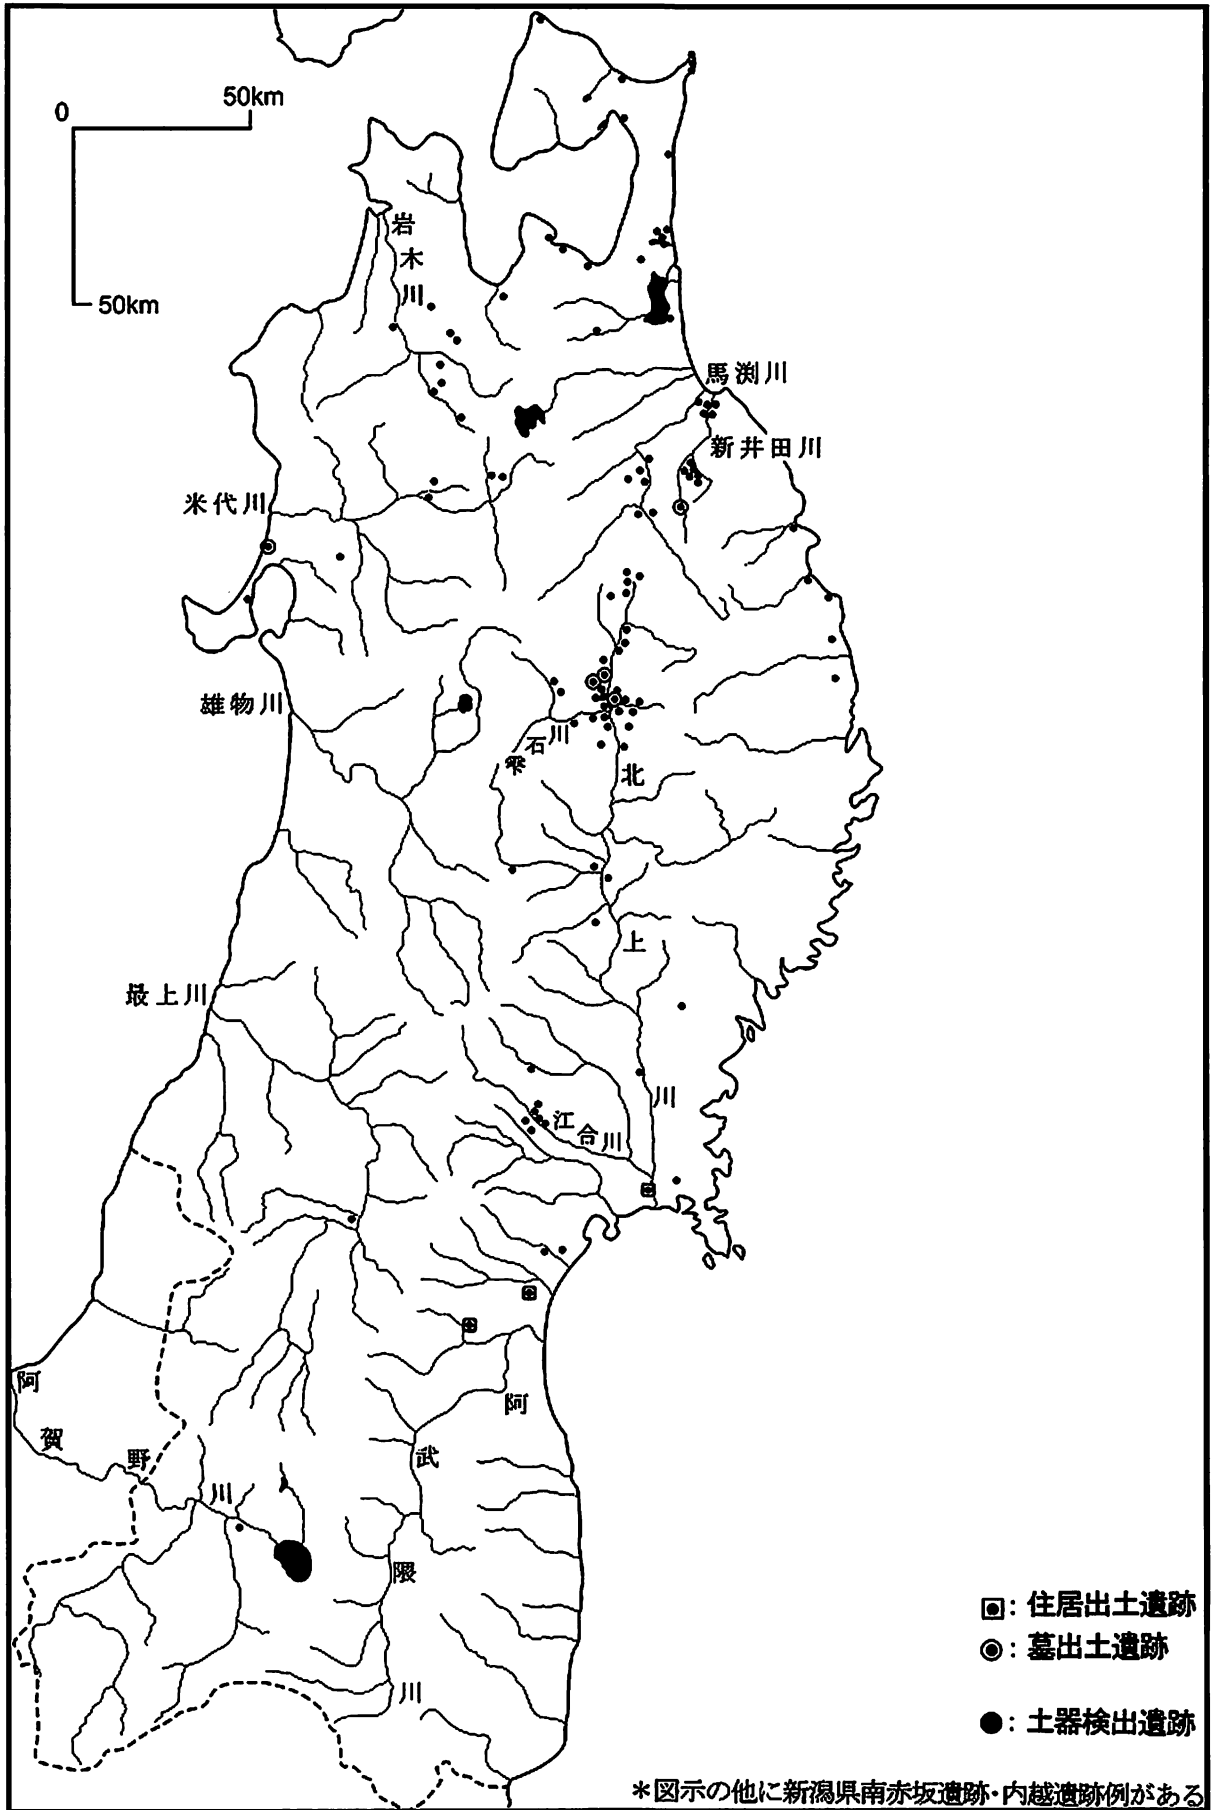 0
50km
50km
岩木川
馬渕川
新井田川
米代川
雄物川
雫石川
北上川
最上川
江合川
阿賀野川
阿武隈川
: 住居出土遺跡
: 墓出土遺跡
: 土器検出遺跡
*図示の他に新潟県南赤坂遺跡・内越遺跡例がある